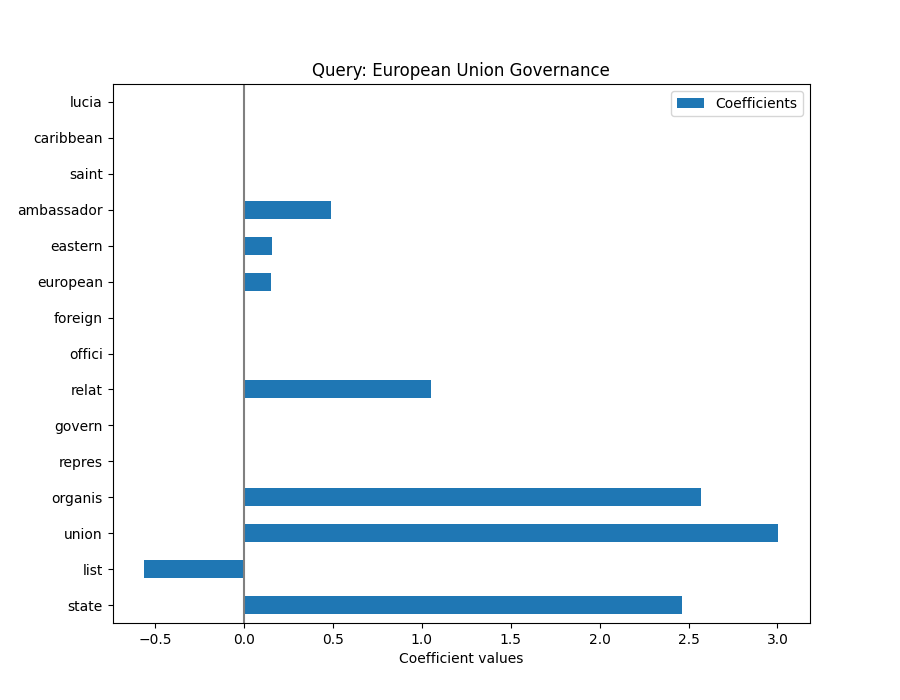 Query: European Union Governance
Coefficients
lucia
caribbean
saint
ambassador
eastern
european
foreign
offici
relat
govern
repres
organis
union
list
state
−0.5 0.0 0.5 1.0 1.5 2.0 2.5 3.0
Coefficient values